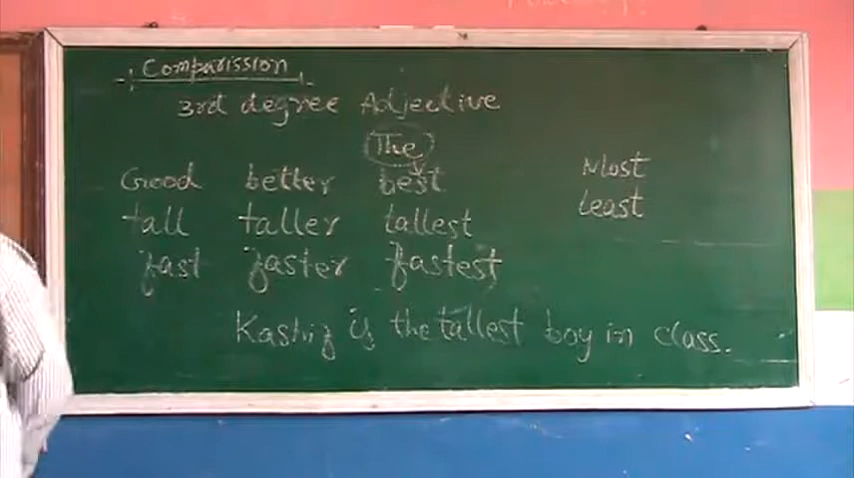 Comparission
3rd degree Adjective
The
Good better best
tall taller tallest
fast faster fastest
Most
Least
Kashif is the tallest boy in class.